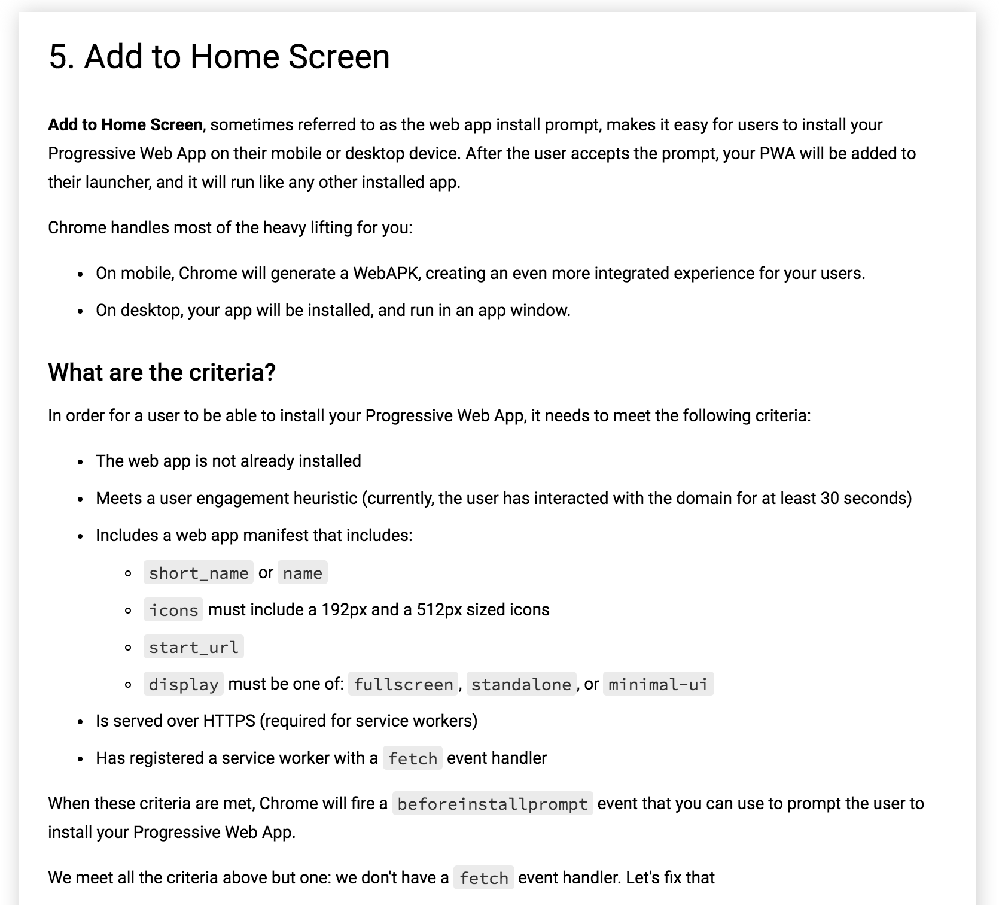 5. Add to Home Screen
Add to Home Screen, sometimes referred to as the web app install prompt, makes it easy for users to install your
Progressive Web App on their mobile or desktop device. After the user accepts the prompt, your PWA will be added to
their launcher, and it will run like any other installed app.
Chrome handles most of the heavy lifting for you:
• On mobile, Chrome will generate a WebAPK, creating an even more integrated experience for your users.
• On desktop, your app will be installed, and run in an app window.
What are the criteria?
In order for a user to be able to install your Progressive Web App, it needs to meet the following criteria:
• The web app is not already installed
• Meets a user engagement heuristic (currently, the user has interacted with the domain for at least 30 seconds)
• Includes a web app manifest that includes:
◦ short_name or name
◦ icons must include a 192px and a 512px sized icons
◦ start_url
◦ display must be one of: fullscreen, standalone, or minimal-ui
• Is served over HTTPS (required for service workers)
• Has registered a service worker with a fetch event handler
When these criteria are met, Chrome will fire a beforeinstallprompt event that you can use to prompt the user to
install your Progressive Web App.
We meet all the criteria above but one: we don't have a fetch event handler. Let's fix that